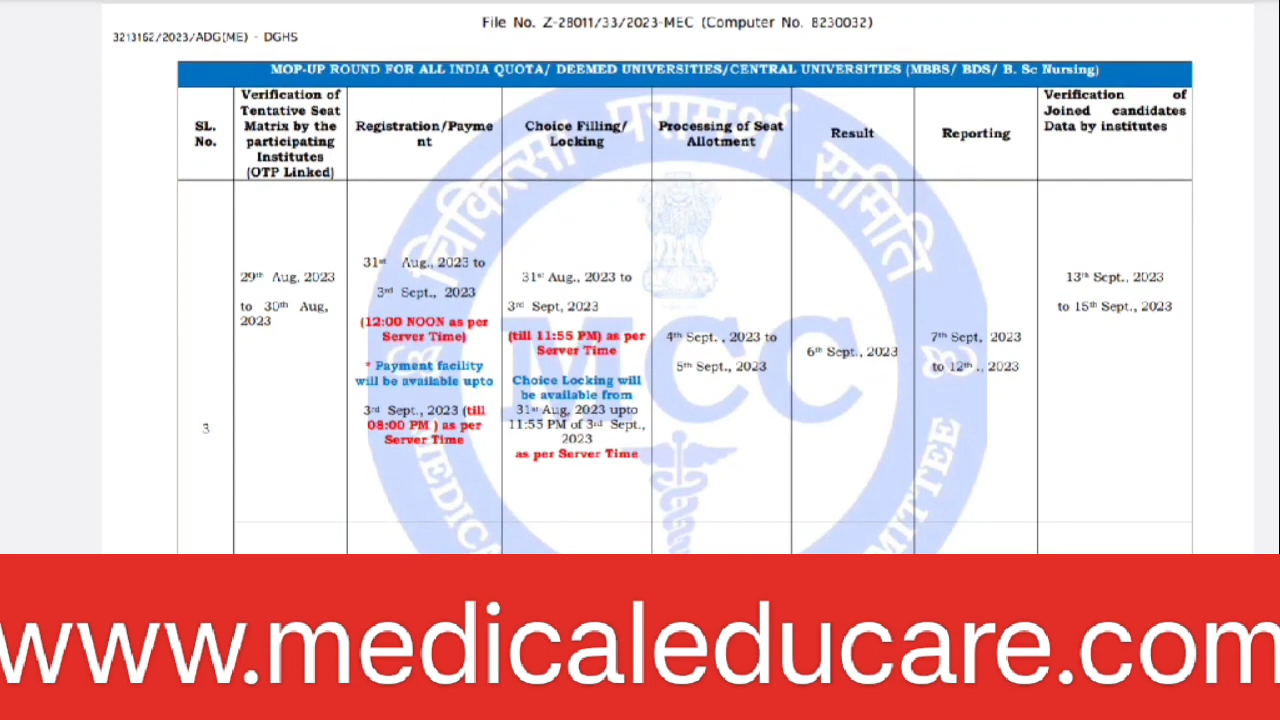 File No. Z-28011/33/2023-MEC (Computer No. 8230032)
3213162/2023/ADG(ME) - DGHS
MOP-UP ROUND FOR ALL INDIA QUOTA/ DEEMED UNIVERSITIES/CENTRAL UNIVERSITIES (MBBS/ BDS/ B. Sc Nursing)
SL.
No.
Verification of
Tentative Seat
Matrix by the
participating
Institutes
(OTP Linked)
Registration/Payme
nt
Choice Filling/
Locking
Processing of Seat
Allotment
Result
Reporting
Verification of
Joined candidates
Data by institutes
3
29th Aug, 2023
to 30th Aug,
2023
31st Aug., 2023 to
3rd Sept., 2023
(12:00 NOON as per
Server Time)
* Payment facility
will be available upto
3rd Sept., 2023 (till
08:00 PM ) as per
Server Time
31st Aug., 2023 to
3rd Sept, 2023
(till 11:55 PM) as per
Server Time
Choice Locking will
be available from
31st Aug, 2023 upto
11:55 PM of 3rd Sept.,
2023
as per Server Time
4th Sept. , 2023 to
5th Sept., 2023
6th Sept., 2023
7th Sept, 2023
to 12th ., 2023
13th Sept., 2023
to 15th Sept., 2023
चिकित्सा परामर्श समिति
MCC
www.medicaleducare.com